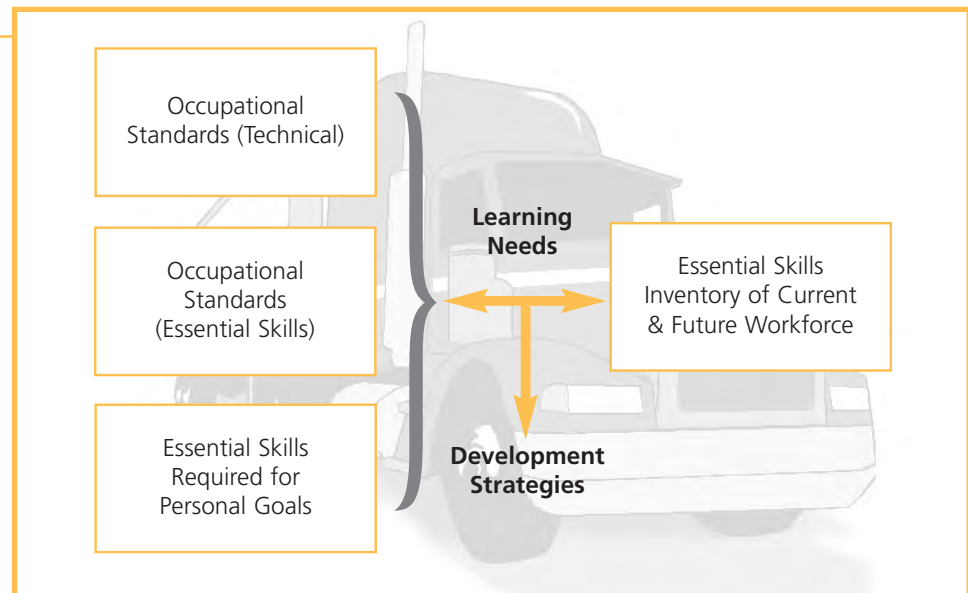 Occupational
Standards (Technical)
Occupational
Standards
(Essential Skills)
Essential Skills
Required for
Personal Goals
Learning
Needs
Development
Strategies
Essential Skills
Inventory of Current
& Future Workforce